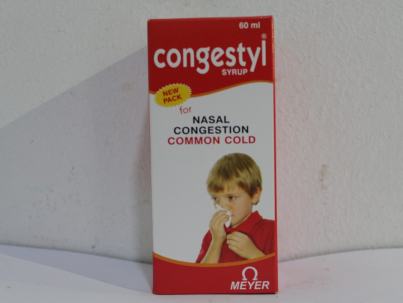 60 ml
congestyl®
SYRUP
NEW
PACK
for
NASAL
CONGESTION
COMMON COLD
MEYER